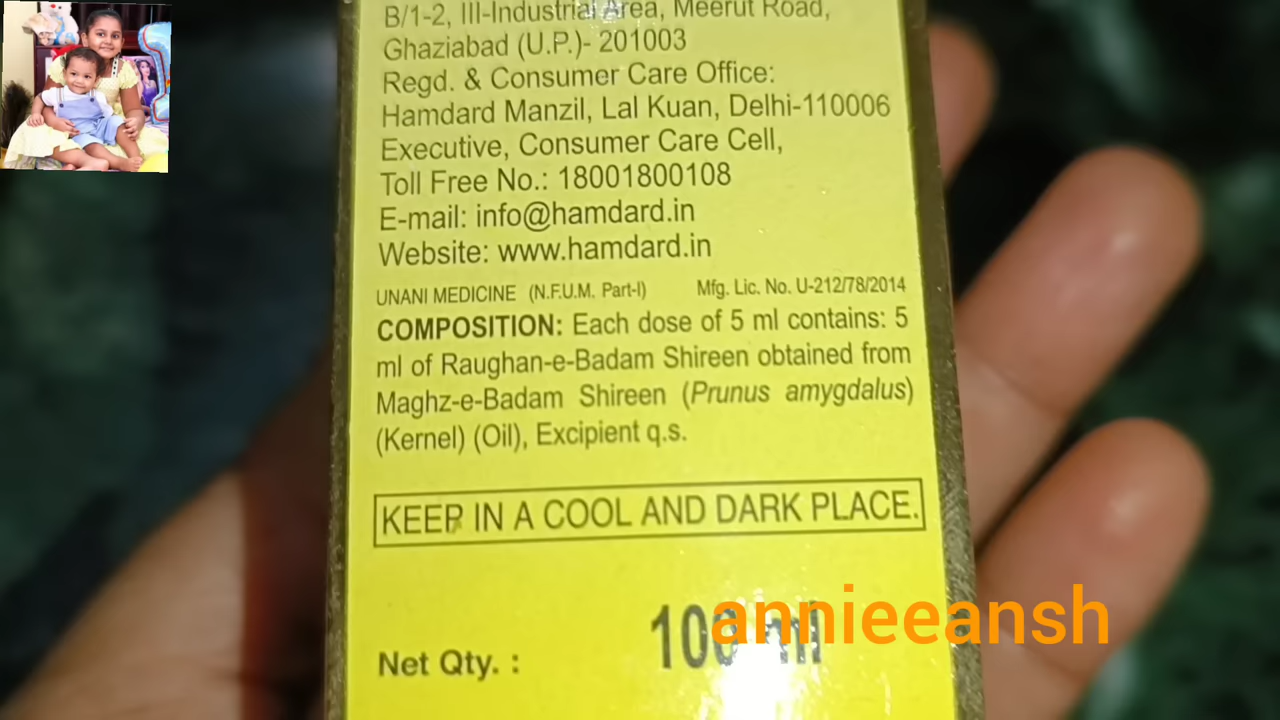 B/1-2, III-Industrial Area, Meerut Road,
Ghaziabad (U.P.)- 201003
Regd. & Consumer Care Office:
Hamdard Manzil, Lal Kuan, Delhi-110006
Executive, Consumer Care Cell,
Toll Free No.: 18001800108
E-mail: info@hamdard.in
Website: www.hamdard.in
UNANI MEDICINE (N.F.U.M. Part-I) Mfg. Lic. No. U-212/78/2014
COMPOSITION: Each dose of 5 ml contains: 5
ml of Raughan-e-Badam Shireen obtained from
Maghz-e-Badam Shireen (Prunus amygdalus)
(Kernel) (Oil), Excipient q.s.
KEEP IN A COOL AND DARK PLACE.
Net Qty. : 100 ml
annieeansh